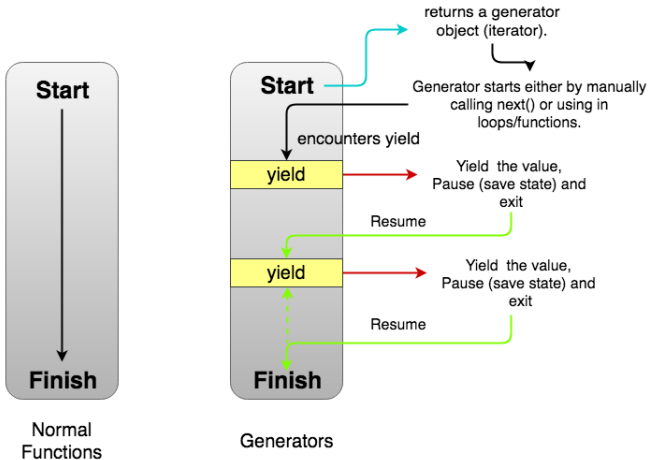 Start
Finish
Normal
Functions
returns a generator
object (iterator).
Start
Generator starts either by manually
calling next() or using in
loops/functions.
encounters yield
yield
Yield the value,
Pause (save state) and
exit
Resume
yield
Yield the value,
Pause (save state) and
exit
Resume
Finish
Generators